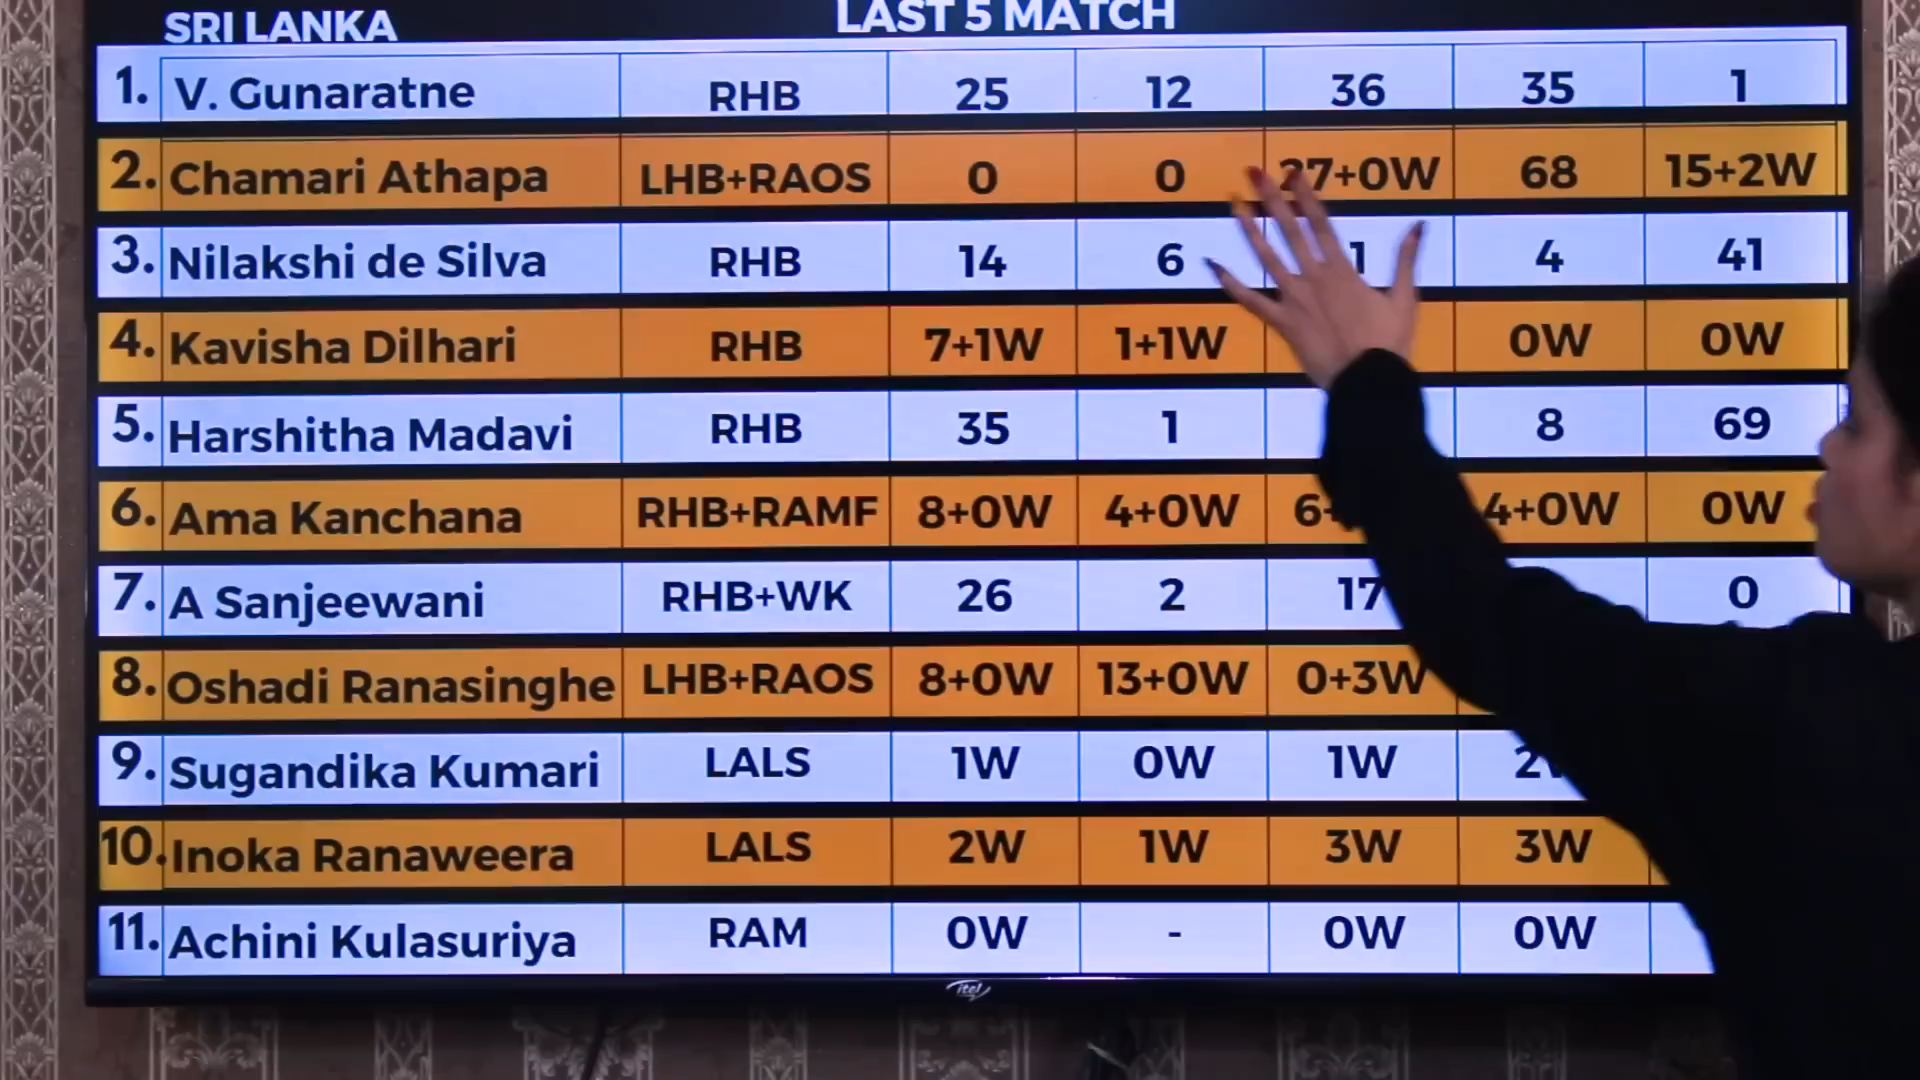 SRI LANKA LAST 5 MATCH
1. V. Gunaratne RHB 25 12 36 35 1
2. Chamari Athapa LHB+RAOS 0 0 27+0W 68 15+2W
3. Nilakshi de Silva RHB 14 6 1 4 41
4. Kavisha Dilhari RHB 7+1W 1+1W 0W 0W
5. Harshitha Madavi RHB 35 1 8 69
6. Ama Kanchana RHB+RAMF 8+0W 4+0W 4+0W 0W
7. A Sanjeewani RHB+WK 26 2 17 0
8. Oshadi Ranasinghe LHB+RAOS 8+0W 13+0W 0+3W
9. Sugandika Kumari LALS 1W 0W 1W
10. Inoka Ranaweera LALS 2W 1W 3W 3W
11. Achini Kulasuriya RAM 0W - 0W 0W
itel